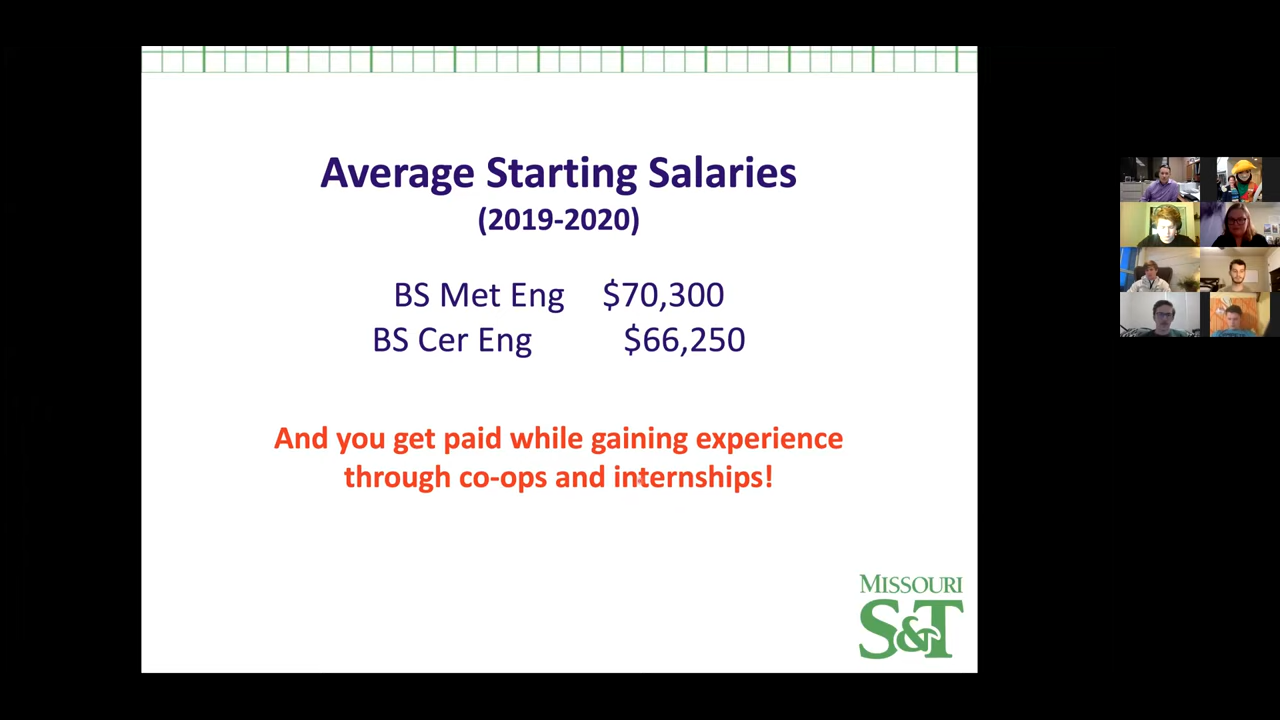 Average Starting Salaries
(2019-2020)
BS Met Eng $70,300
BS Cer Eng $66,250
And you get paid while gaining experience
through co-ops and internships!
MISSOURI
S&T